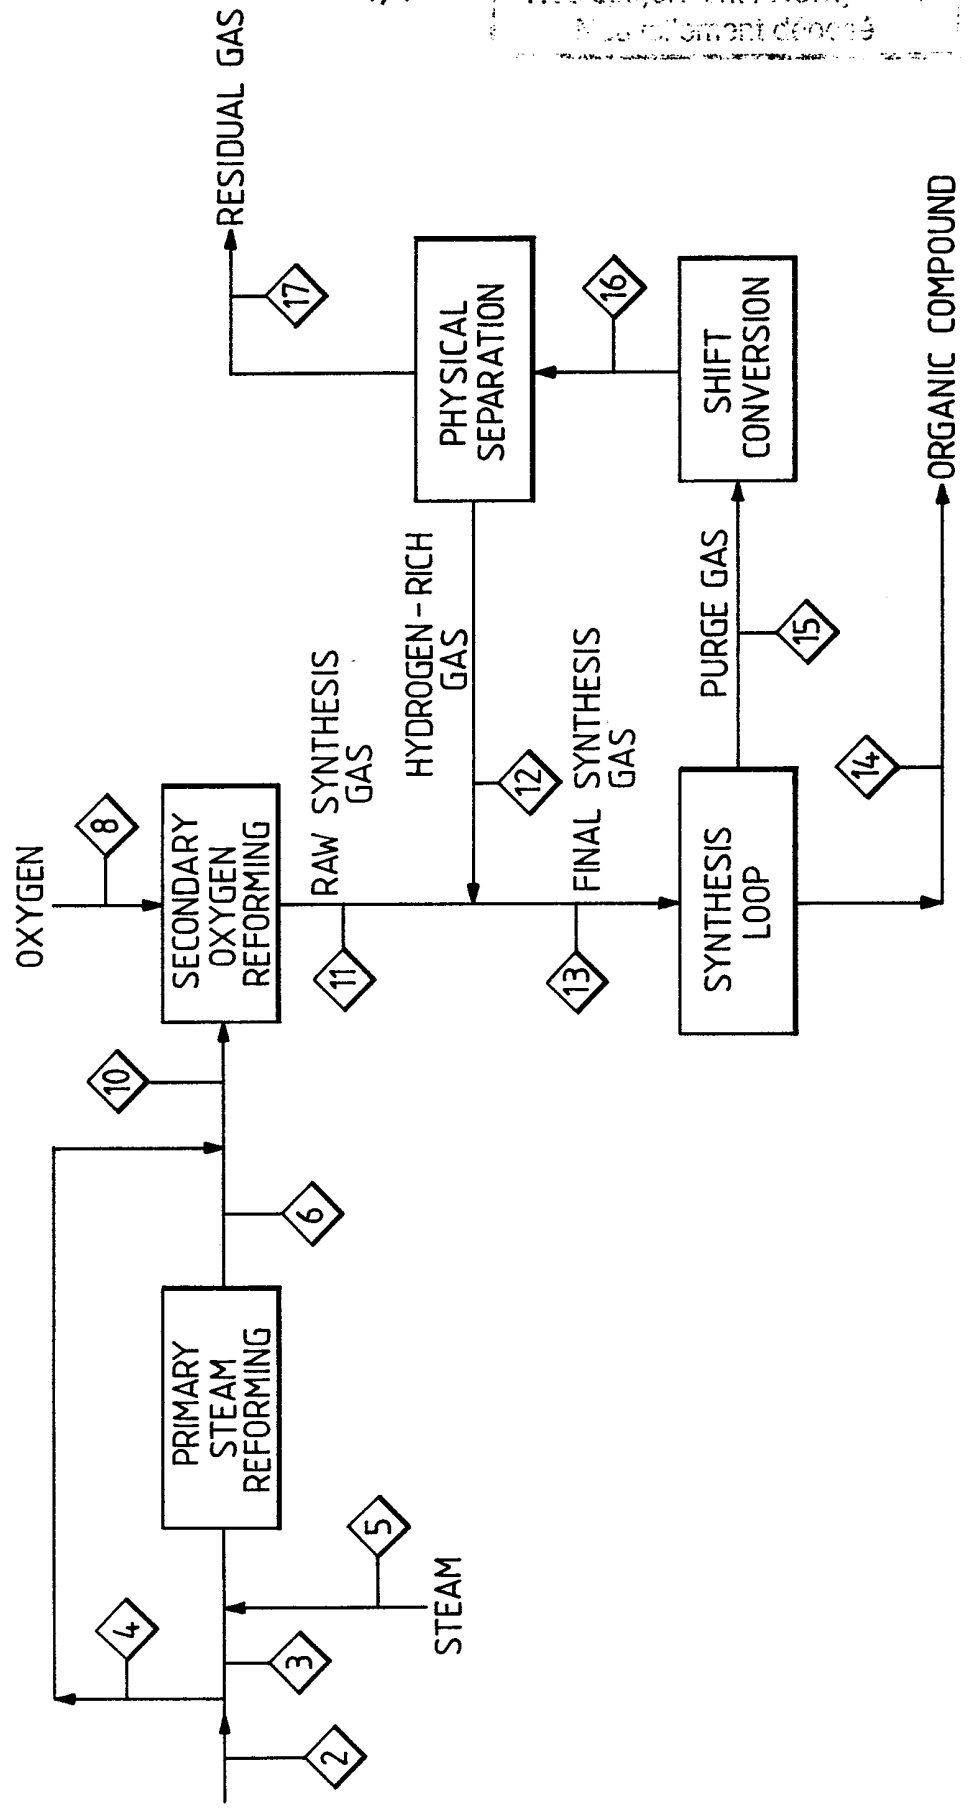 déposé
OXYGEN
8
SECONDARY
OXYGEN
REFORMING
10
6
PRIMARY
STEAM
REFORMING
4
5
STEAM
3
2
RAW SYNTHESIS
GAS
11
HYDROGEN-RICH
GAS
12
FINAL SYNTHESIS
GAS
13
SYNTHESIS
LOOP
14
ORGANIC COMPOUND
PURGE GAS
15
SHIFT
CONVERSION
16
PHYSICAL
SEPARATION
17
RESIDUAL GAS